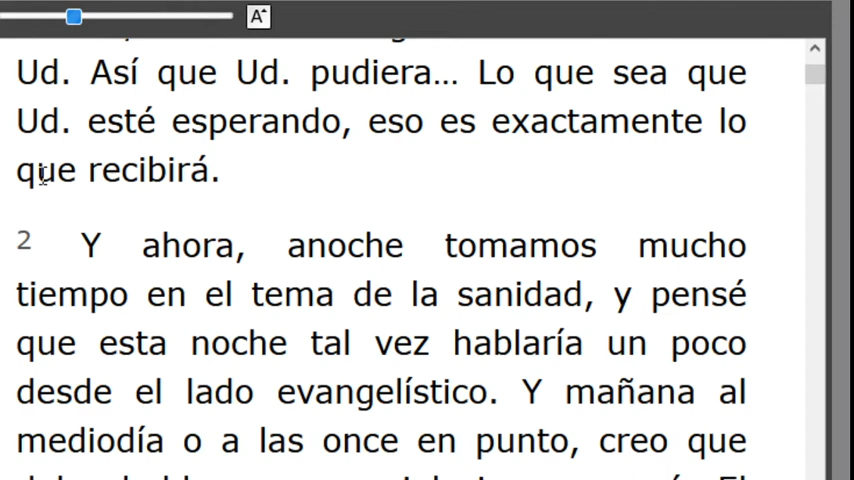 A
Ud. Así que Ud. pudiera... Lo que sea que
Ud. esté esperando, eso es exactamente lo
que recibirá.
2 Y ahora, anoche tomamos mucho
tiempo en el tema de la sanidad, y pensé
que esta noche tal vez hablaría un poco
desde el lado evangelístico. Y mañana al
mediodía o a las once en punto, creo que